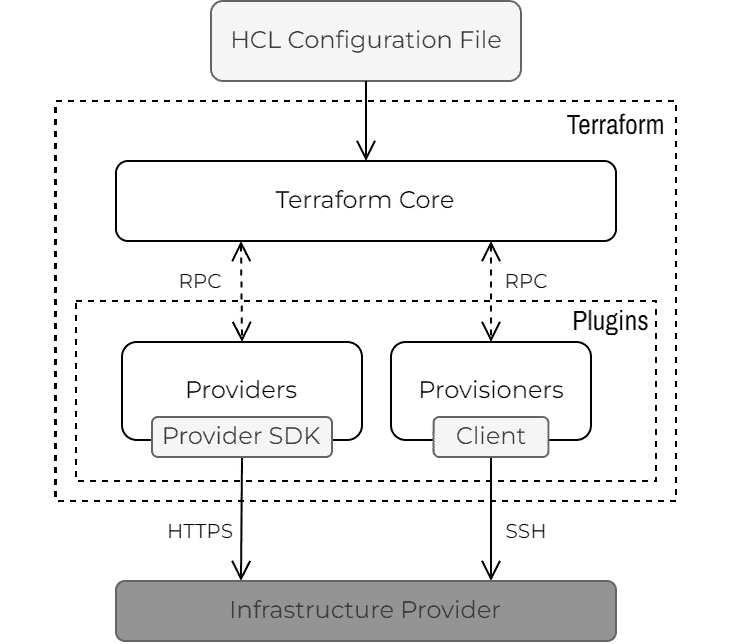 HCL Configuration File
Terraform
Terraform Core
RPC
RPC
Plugins
Providers
Provisioners
Provider SDK
Client
HTTPS
SSH
Infrastructure Provider